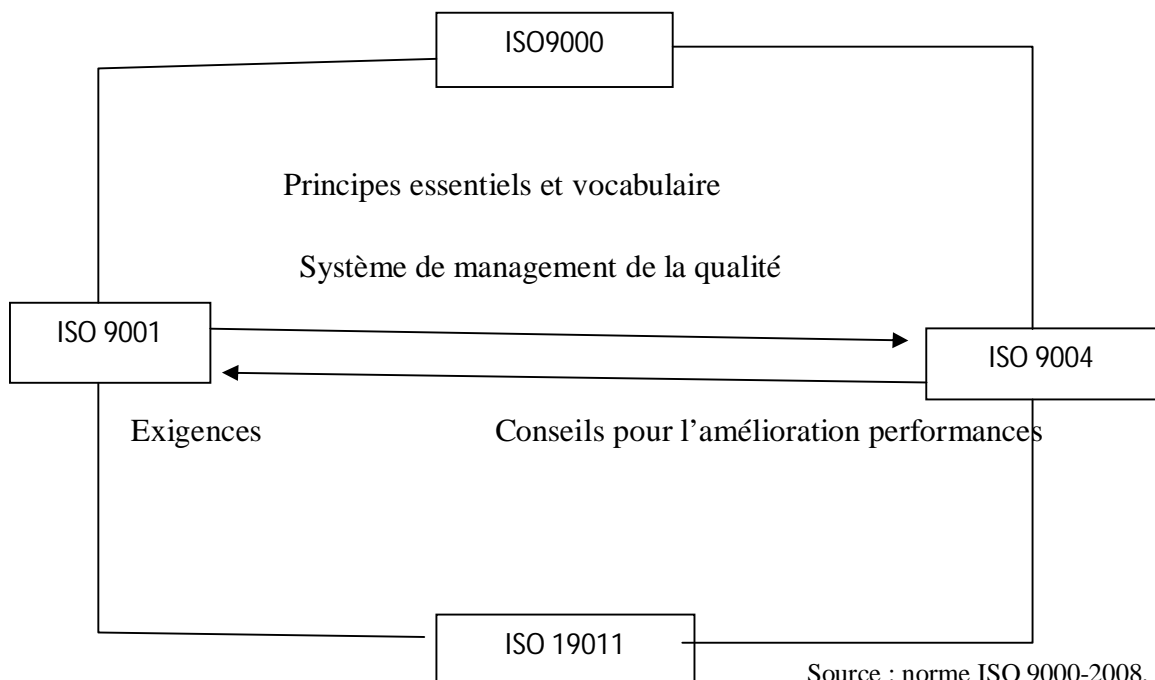 ISO9000
Principes essentiels et vocabulaire
Système de management de la qualité
ISO 9001
ISO 9004
Exigences
Conseils pour l’amélioration performances
ISO 19011
Source : norme ISO 9000-2008.